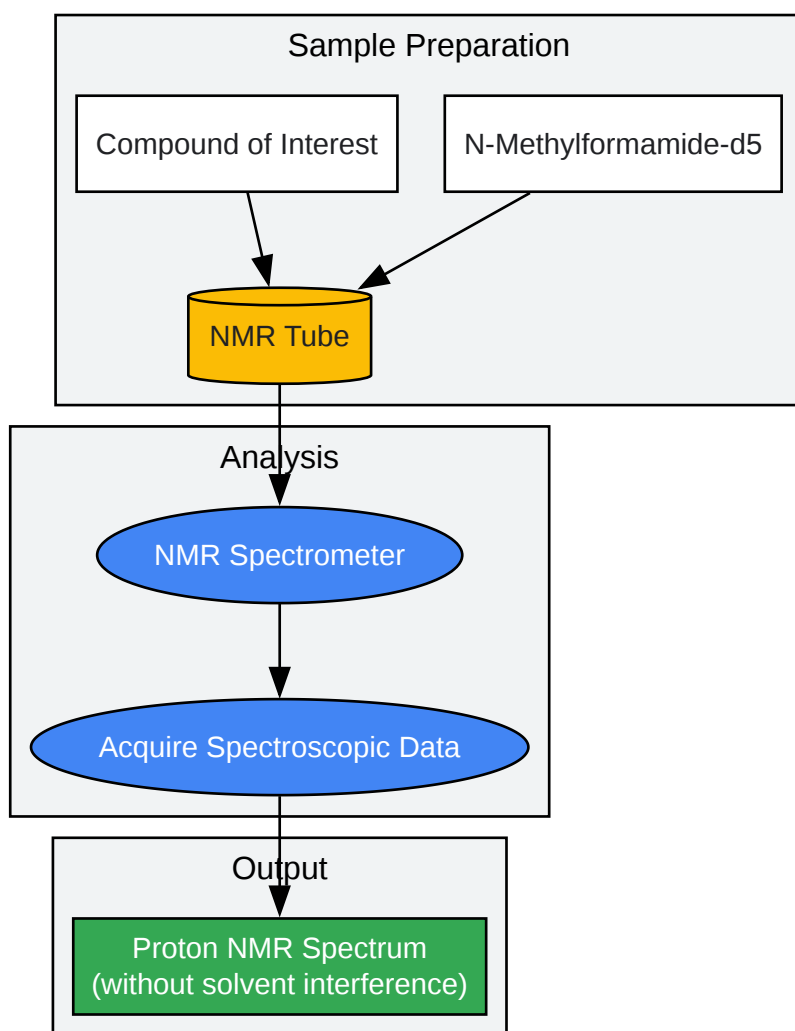 Sample Preparation
Compound of Interest
N-Methylformamide-d5
NMR Tube
Analysis
NMR Spectrometer
Acquire Spectroscopic Data
Output
Proton NMR Spectrum
(without solvent interference)